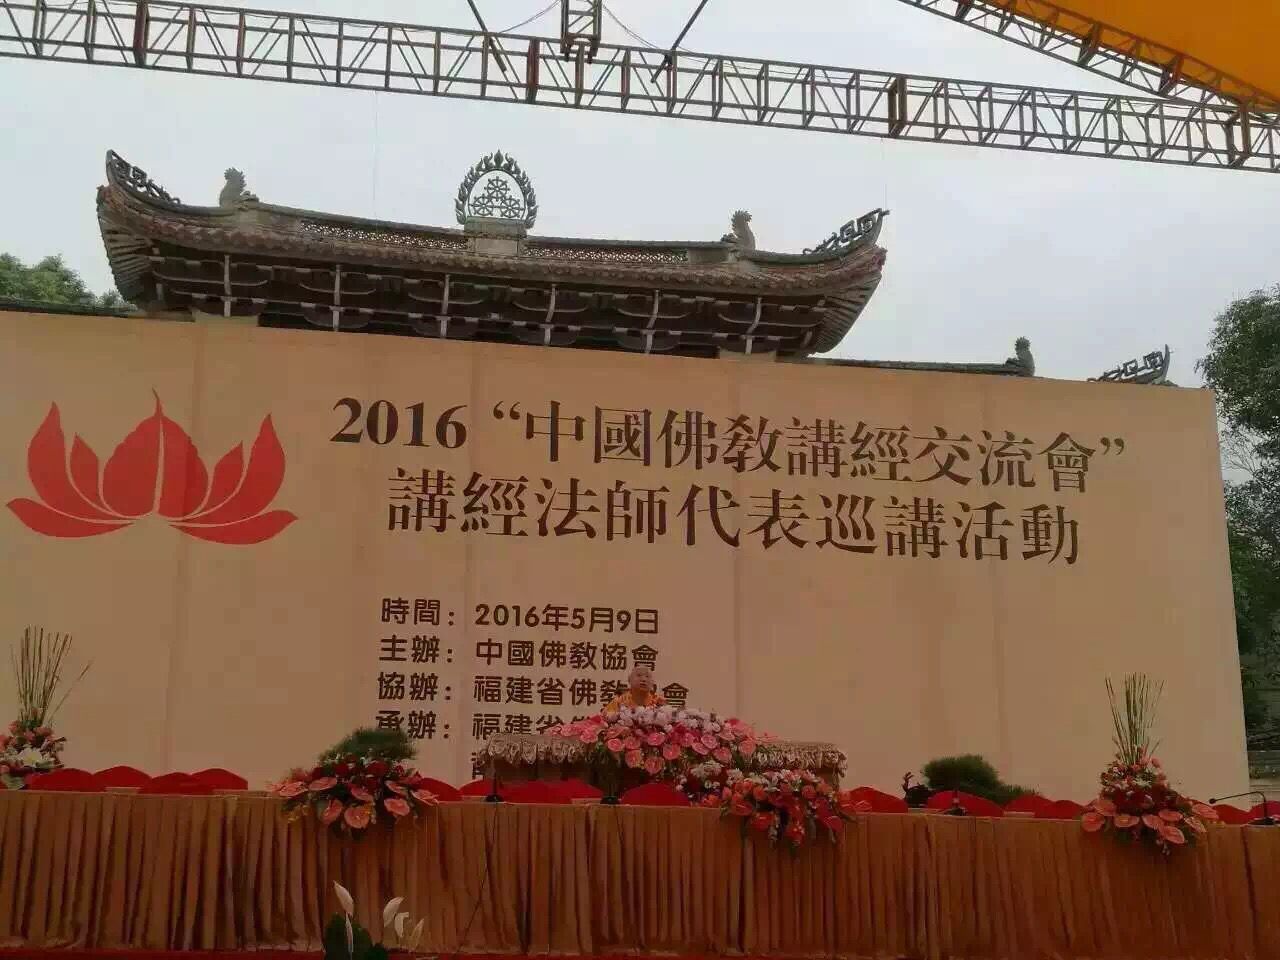 2016 “中國佛教講經交流會”
講經法師代表巡講活動
時間：2016年5月9日
主辦：中國佛教協會
協辦：福建省佛教會
承辦：福建省